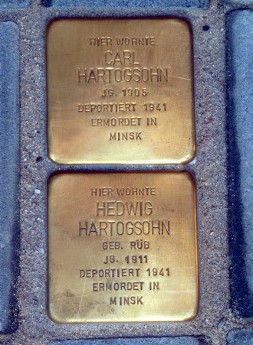 HIER WOHNTE
CARL
HARTOGSOHN
JG. 1905
DEPORTIERT 1941
ERMORDET IN
MINSK
HIER WOHNTE
HEDWIG
HARTOGSOHN
GEB. RÜB
JG. 1911
DEPORTIERT 1941
ERMORDET IN
MINSK